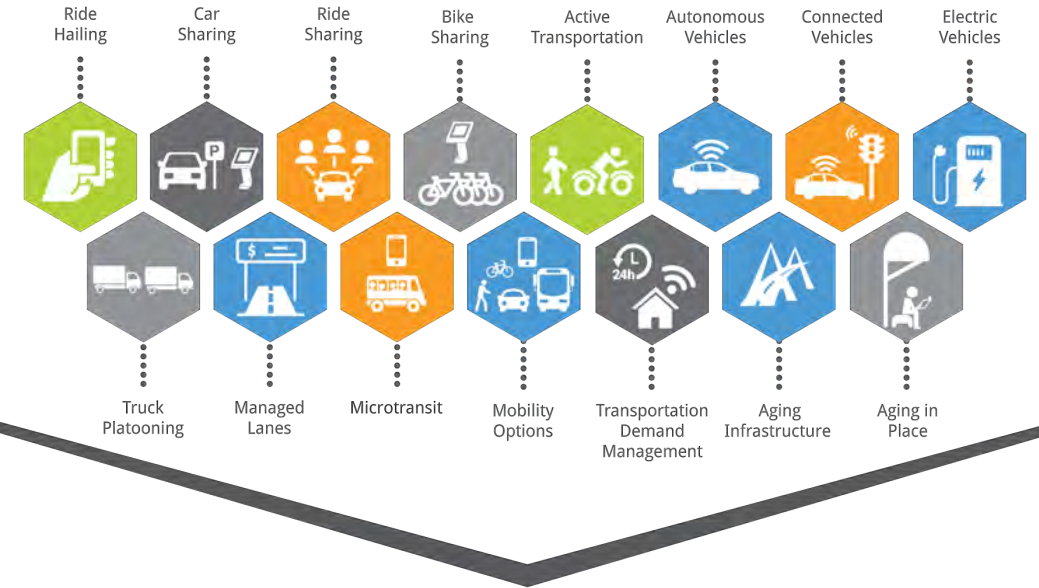 Ride
Hailing
Car
Sharing
Ride
Sharing
Bike
Sharing
Active
Transportation
Autonomous
Vehicles
Connected
Vehicles
Electric
Vehicles
P
$
24h
Truck
Platooning
Managed
Lanes
Microtransit
Mobility
Options
Transportation
Demand
Management
Aging
Infrastructure
Aging in
Place